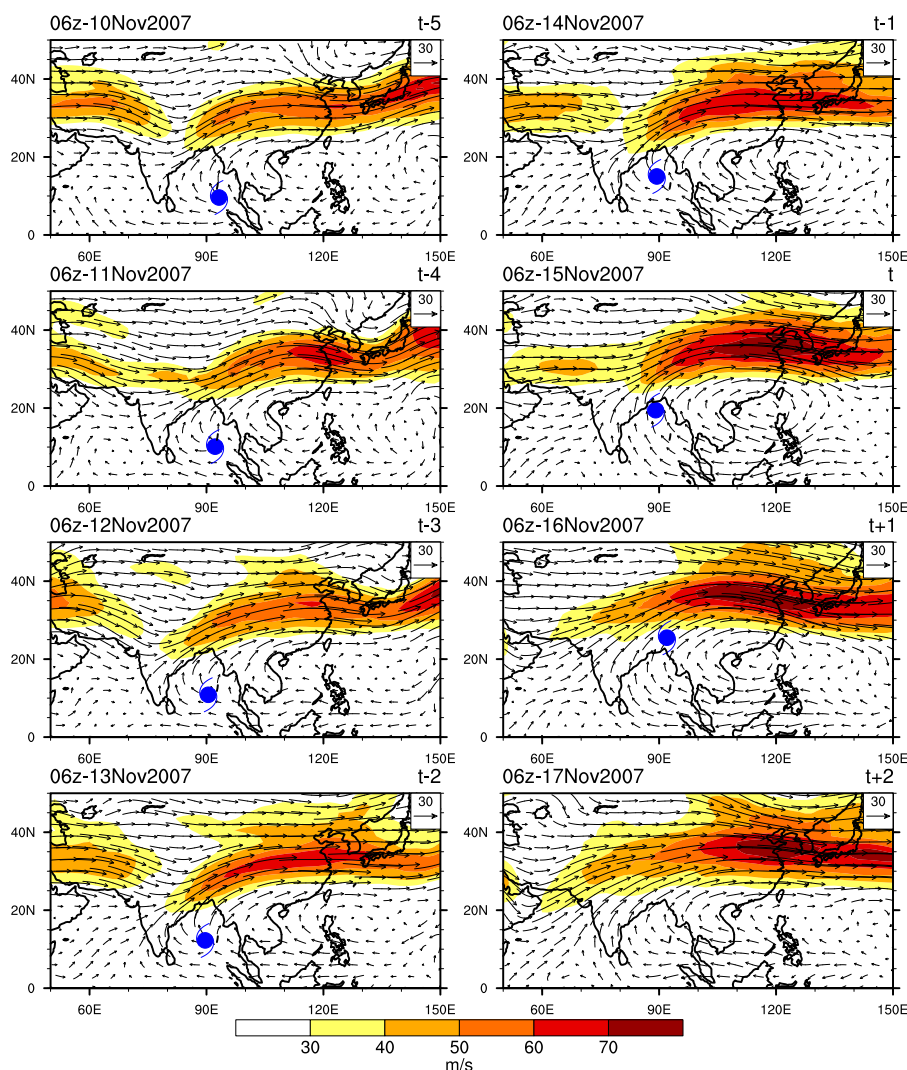 06z-10Nov2007 t-5
30
40N
20N
0
60E 90E 120E 150E
06z-11Nov2007 t-4
30
40N
20N
0
60E 90E 120E 150E
06z-12Nov2007 t-3
30
40N
20N
0
60E 90E 120E 150E
06z-13Nov2007 t-2
30
40N
20N
0
60E 90E 120E 150E
06z-14Nov2007 t-1
30
40N
20N
0
60E 90E 120E 150E
06z-15Nov2007 t
30
40N
20N
0
60E 90E 120E 150E
06z-16Nov2007 t+1
30
40N
20N
0
60E 90E 120E 150E
06z-17Nov2007 t+2
30
40N
20N
0
60E 90E 120E 150E
30 40 50 60 70
m/s